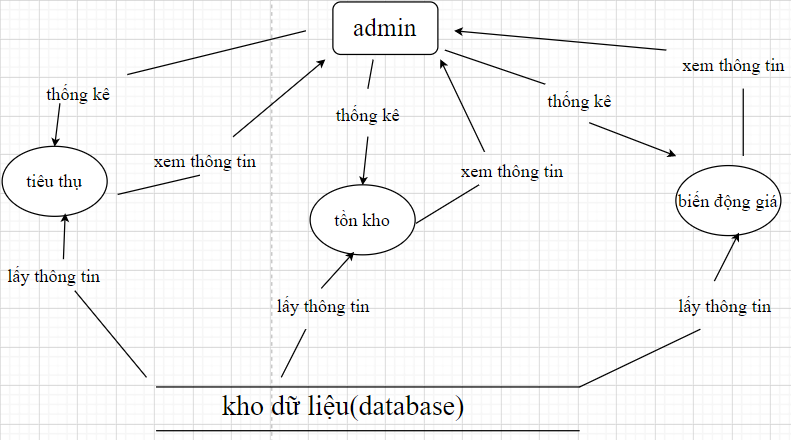 admin
xem thông tin
thống kê
thống kê
thống kê
xem thông tin
xem thông tin
tiêu thụ
biến động giá
tồn kho
lấy thông tin
lấy thông tin
lấy thông tin
kho dữ liệu(database)